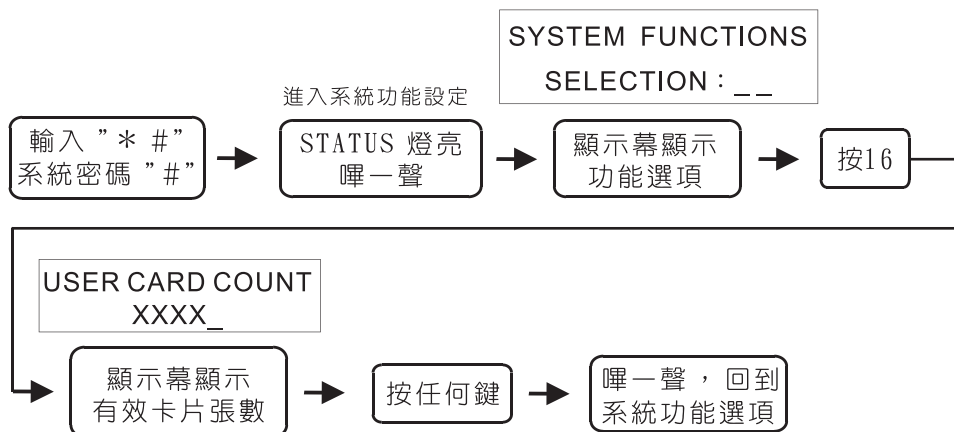 SYSTEM FUNCTIONS
SELECTION：_ _
進入系統功能設定
輸入 ”＊ #”
系統密碼 ”#”
STATUS 燈亮
嗶一聲
顯示幕顯示
功能選項
按16
USER CARD COUNT
XXXX_
顯示幕顯示
有效卡片張數
按任何鍵
嗶一聲，回到
系統功能選項